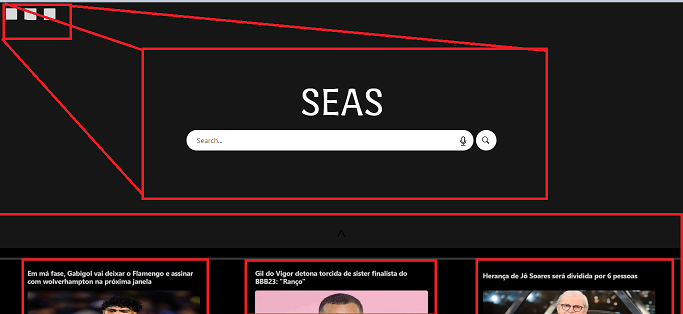 SEAS
Search...
Em má fase, Gabigol vai deixar o Flamengo e assinar
com wolverhampton na próxima janela
Gil do Vigor detona torcida de sister finalista do
BBB23: "Ranço"
Herança de Jô Soares será dividida por 6 pessoas